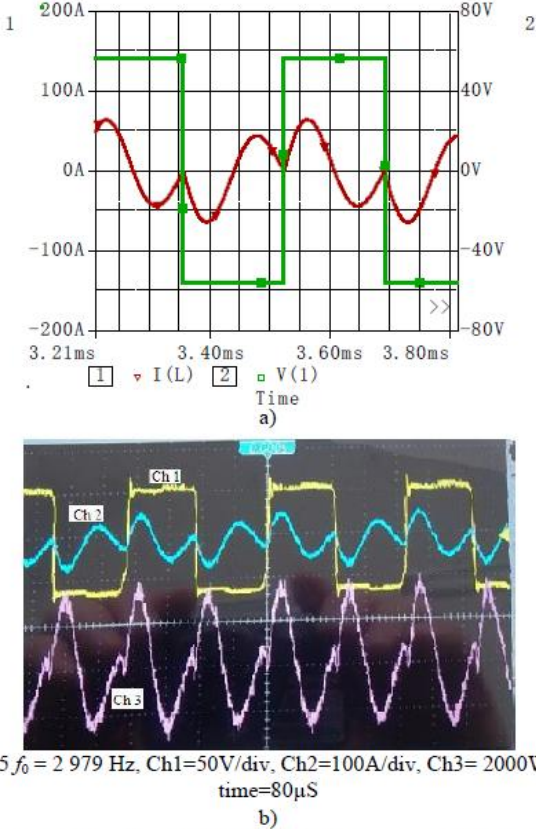 1 200A 80V 2
100A 40V
0A 0V
-100A -40V
-200A -80V
>>
3.21ms 3.40ms 3.60ms 3.80ms
1 I(L) 2 V(1)
Time
a)
Ch 1
Ch 2
Ch 3
5 f₀ = 2 979 Hz, Ch1=50V/div, Ch2=100A/div, Ch3= 2000V
time=80µS
b)